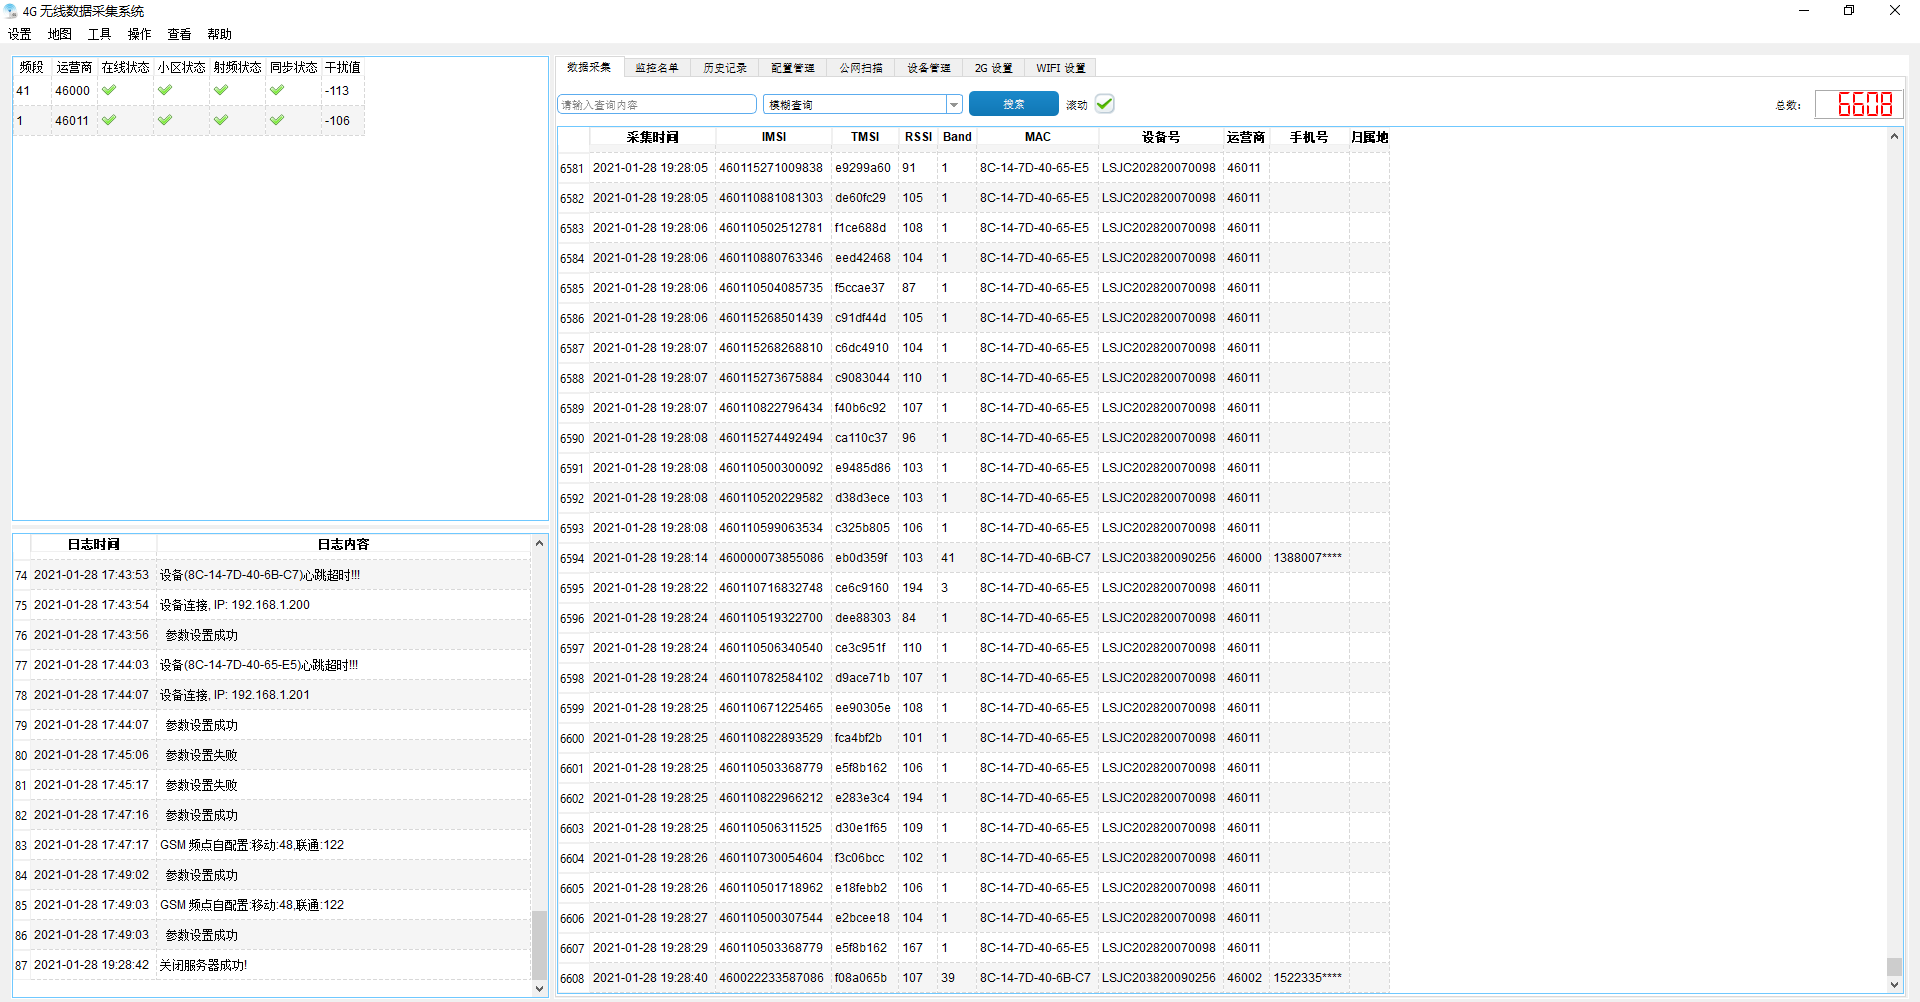 4G 无线数据采集系统
设置 地图 工具 操作 查看 帮助
频段 运营商 在线状态 小区状态 射频状态 同步状态 干扰值
41 46000 -113
1 46011 -106
日志时间 日志内容
74 2021-01-28 17:43:53 设备(8C-14-7D-40-6B-C7)心跳超时!!!
75 2021-01-28 17:43:54 设备连接, IP: 192.168.1.200
76 2021-01-28 17:43:56 参数设置成功
77 2021-01-28 17:44:03 设备(8C-14-7D-40-65-E5)心跳超时!!!
78 2021-01-28 17:44:07 设备连接, IP: 192.168.1.201
79 2021-01-28 17:44:07 参数设置成功
80 2021-01-28 17:45:06 参数设置失败
81 2021-01-28 17:45:17 参数设置失败
82 2021-01-28 17:47:16 参数设置成功
83 2021-01-28 17:47:17 GSM 频点自配置:移动:48,联通:122
84 2021-01-28 17:49:02 参数设置成功
85 2021-01-28 17:49:03 GSM 频点自配置:移动:48,联通:122
86 2021-01-28 17:49:03 参数设置成功
87 2021-01-28 19:28:42 关闭服务器成功!
数据采集 监控名单 历史记录 配置管理 公网扫描 设备管理 2G 设置 WIFI 设置
请输入查询内容 模糊查询 搜索 滚动 总数: 6608
采集时间 IMSI TMSI RSSI Band MAC 设备号 运营商 手机号 归属地
6581 2021-01-28 19:28:05 460115271009838 e9299a60 91 1 8C-14-7D-40-65-E5 LSJC202820070098 46011
6582 2021-01-28 19:28:05 460110881081303 de60fc29 105 1 8C-14-7D-40-65-E5 LSJC202820070098 46011
6583 2021-01-28 19:28:06 460110502512781 f1ce688d 108 1 8C-14-7D-40-65-E5 LSJC202820070098 46011
6584 2021-01-28 19:28:06 460110880763346 eed42468 104 1 8C-14-7D-40-65-E5 LSJC202820070098 46011
6585 2021-01-28 19:28:06 460110504085735 f5ccae37 87 1 8C-14-7D-40-65-E5 LSJC202820070098 46011
6586 2021-01-28 19:28:06 460115268501439 c91df44d 105 1 8C-14-7D-40-65-E5 LSJC202820070098 46011
6587 2021-01-28 19:28:07 460115268268810 c6dc4910 104 1 8C-14-7D-40-65-E5 LSJC202820070098 46011
6588 2021-01-28 19:28:07 460115273675884 c9083044 110 1 8C-14-7D-40-65-E5 LSJC202820070098 46011
6589 2021-01-28 19:28:07 460110822796434 f40b6c92 107 1 8C-14-7D-40-65-E5 LSJC202820070098 46011
6590 2021-01-28 19:28:08 460115274492494 ca110c37 96 1 8C-14-7D-40-65-E5 LSJC202820070098 46011
6591 2021-01-28 19:28:08 460110500300092 e9485d86 103 1 8C-14-7D-40-65-E5 LSJC202820070098 46011
6592 2021-01-28 19:28:08 460110520229582 d38d3ece 103 1 8C-14-7D-40-65-E5 LSJC202820070098 46011
6593 2021-01-28 19:28:08 460110599063534 c325b805 106 1 8C-14-7D-40-65-E5 LSJC202820070098 46011
6594 2021-01-28 19:28:14 460000073855086 eb0d359f 103 41 8C-14-7D-40-6B-C7 LSJC203820090256 46000 1388007****
6595 2021-01-28 19:28:22 460110716832748 ce6c9160 194 3 8C-14-7D-40-65-E5 LSJC202820070098 46011
6596 2021-01-28 19:28:24 460110519322700 dee88303 84 1 8C-14-7D-40-65-E5 LSJC202820070098 46011
6597 2021-01-28 19:28:24 460110506340540 ce3c951f 110 1 8C-14-7D-40-65-E5 LSJC202820070098 46011
6598 2021-01-28 19:28:24 460110782584102 d9ace71b 107 1 8C-14-7D-40-65-E5 LSJC202820070098 46011
6599 2021-01-28 19:28:25 460110671225465 ee90305e 108 1 8C-14-7D-40-65-E5 LSJC202820070098 46011
6600 2021-01-28 19:28:25 460110822893529 fca4bf2b 101 1 8C-14-7D-40-65-E5 LSJC202820070098 46011
6601 2021-01-28 19:28:25 460110503368779 e5f8b162 106 1 8C-14-7D-40-65-E5 LSJC202820070098 46011
6602 2021-01-28 19:28:25 460110822966212 e283e3c4 194 1 8C-14-7D-40-65-E5 LSJC202820070098 46011
6603 2021-01-28 19:28:25 460110506311525 d30e1f65 109 1 8C-14-7D-40-65-E5 LSJC202820070098 46011
6604 2021-01-28 19:28:26 460110730054604 f3c06bcc 102 1 8C-14-7D-40-65-E5 LSJC202820070098 46011
6605 2021-01-28 19:28:26 460110501718962 e18febb2 106 1 8C-14-7D-40-65-E5 LSJC202820070098 46011
6606 2021-01-28 19:28:27 460110500307544 e2bcee18 104 1 8C-14-7D-40-65-E5 LSJC202820070098 46011
6607 2021-01-28 19:28:29 460110503368779 e5f8b162 167 1 8C-14-7D-40-65-E5 LSJC202820070098 46011
6608 2021-01-28 19:28:40 460022233587086 f08a065b 107 39 8C-14-7D-40-6B-C7 LSJC203820090256 46002 1522335****